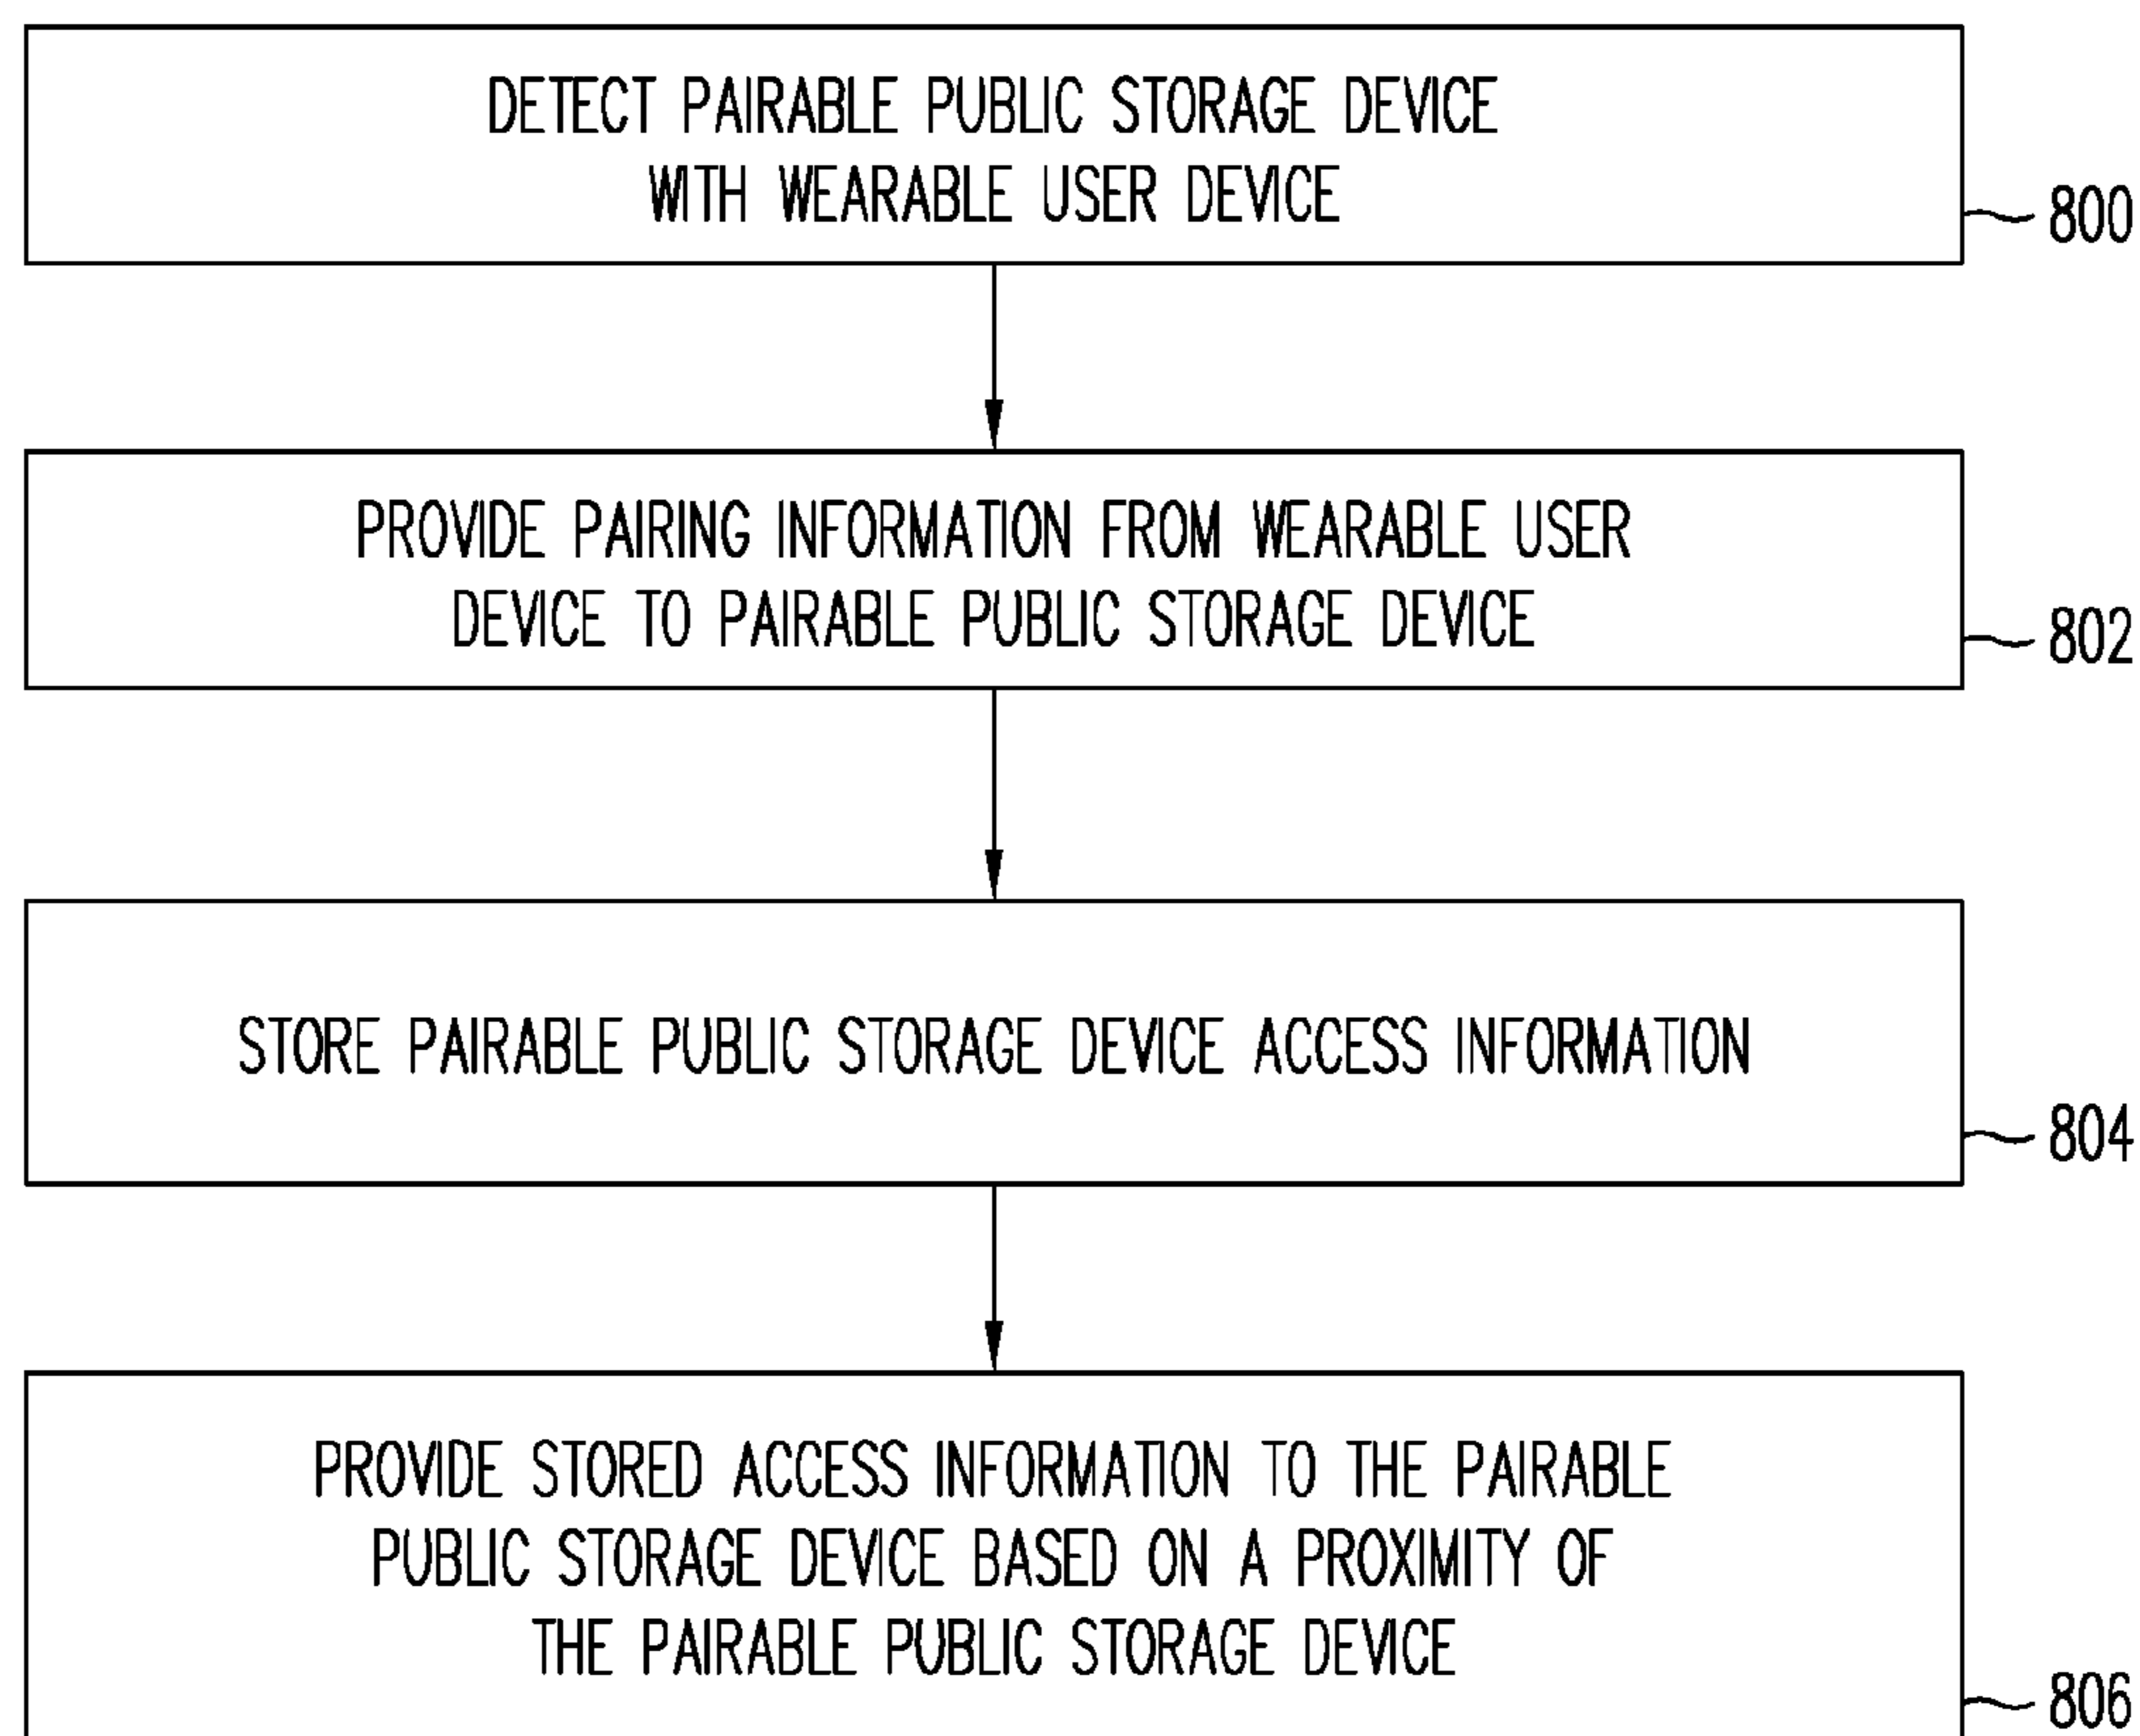 DETECT PAIRABLE PUBLIC STORAGE DEVICE
WITH WEARABLE USER DEVICE
800
PROVIDE PAIRING INFORMATION FROM WEARABLE USER
DEVICE TO PAIRABLE PUBLIC STORAGE DEVICE
802
STORE PAIRABLE PUBLIC STORAGE DEVICE ACCESS INFORMATION
804
PROVIDE STORED ACCESS INFORMATION TO THE PAIRABLE
PUBLIC STORAGE DEVICE BASED ON A PROXIMITY OF
THE PAIRABLE PUBLIC STORAGE DEVICE
806